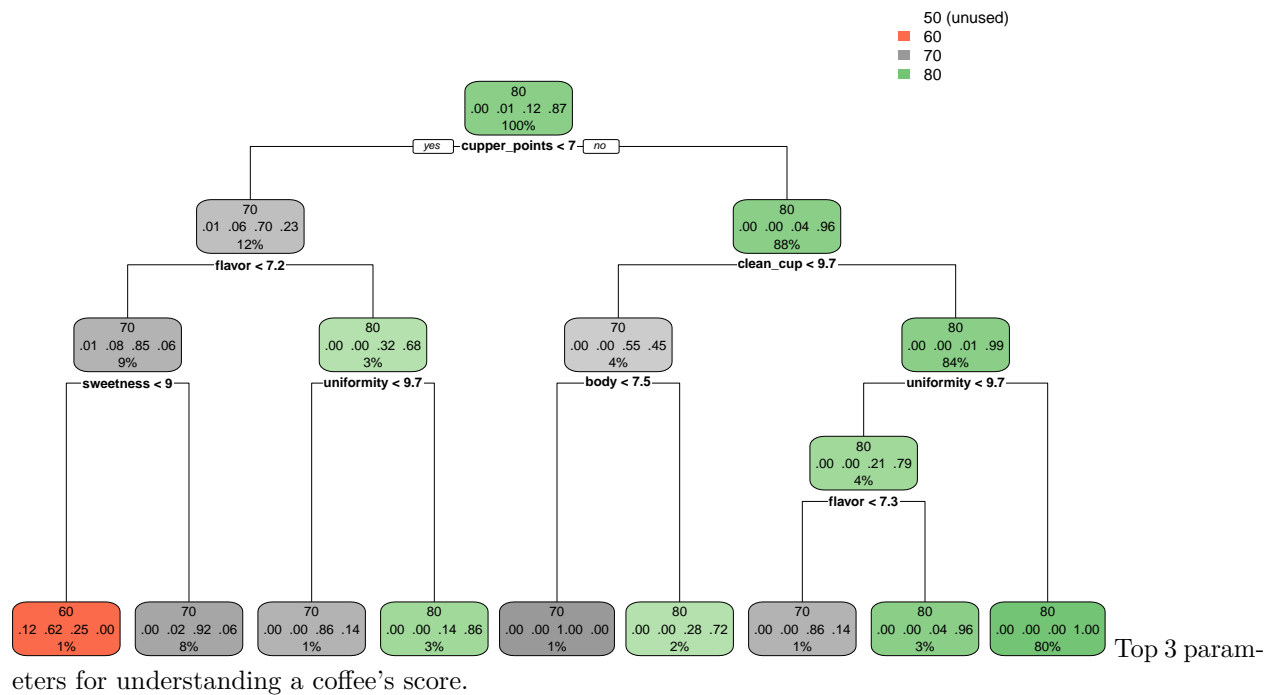 50 (unused)
60
70
80
80
.00 .01 .12 .87
100%
yes cupper_points < 7 no
70
.01 .06 .70 .23
12%
flavor < 7.2
80
.00 .00 .04 .96
88%
clean_cup < 9.7
70
.01 .08 .85 .06
9%
sweetness < 9
80
.00 .00 .32 .68
3%
uniformity < 9.7
70
.00 .00 .55 .45
4%
body < 7.5
80
.00 .00 .01 .99
84%
uniformity < 9.7
80
.00 .00 .21 .79
4%
flavor < 7.3
60
.12 .62 .25 .00
1%
70
.00 .02 .92 .06
8%
70
.00 .00 .86 .14
1%
80
.00 .00 .14 .86
3%
70
.00 .00 1.00 .00
1%
80
.00 .00 .28 .72
2%
70
.00 .00 .86 .14
1%
80
.00 .00 .04 .96
3%
80
.00 .00 .00 1.00
80%
Top 3 param-
eters for understanding a coffee's score.